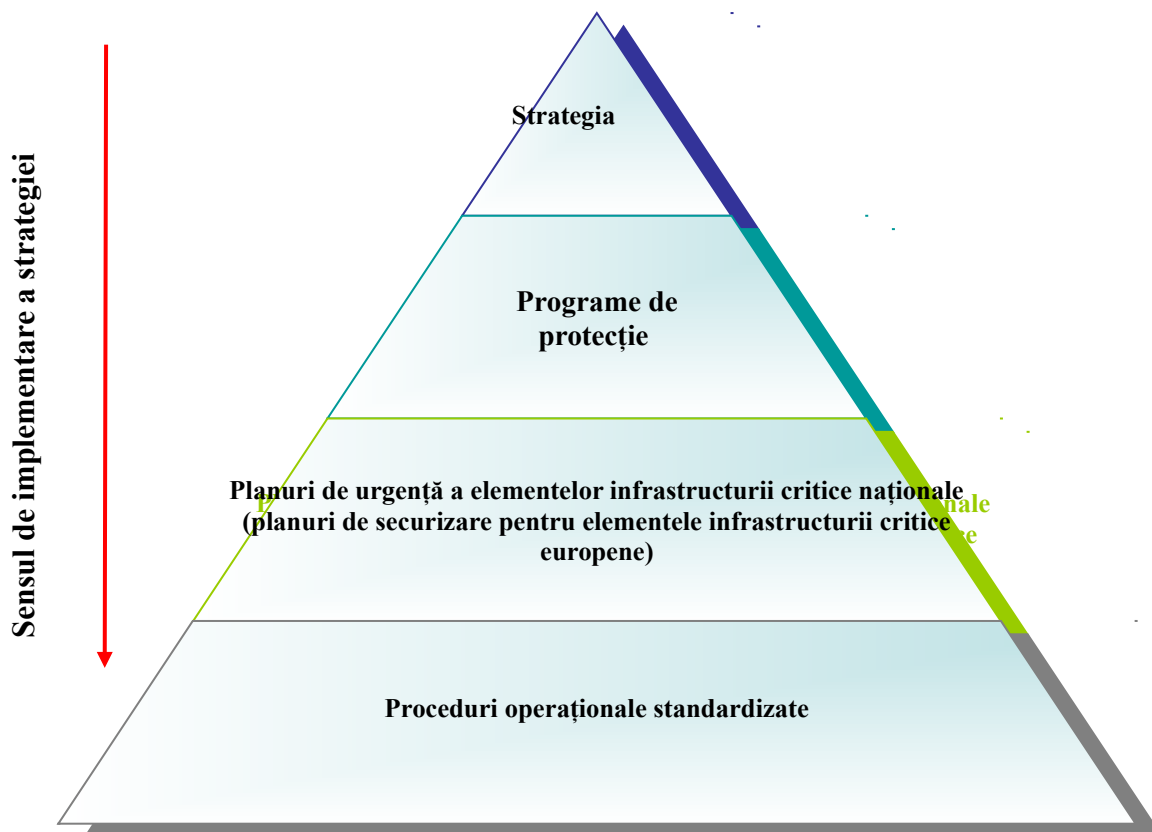 Sensul de implementare a strategiei
Strategia
Programe de
protecție
Planuri de urgență a elementelor infrastructurii critice naționale
(planuri de securizare pentru elementele infrastructurii critice
europene)
Proceduri operaționale standardizate